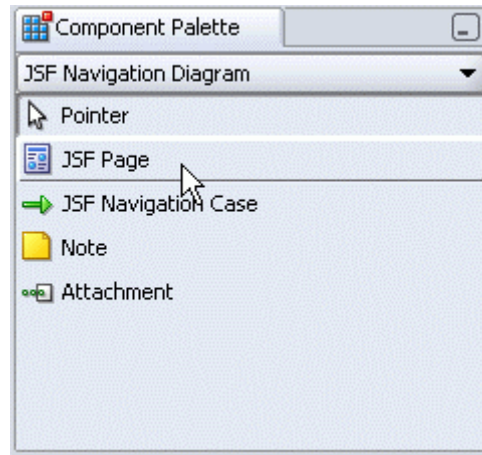 Component Palette
JSF Navigation Diagram
Pointer
JSF Page
JSF Navigation Case
Note
Attachment